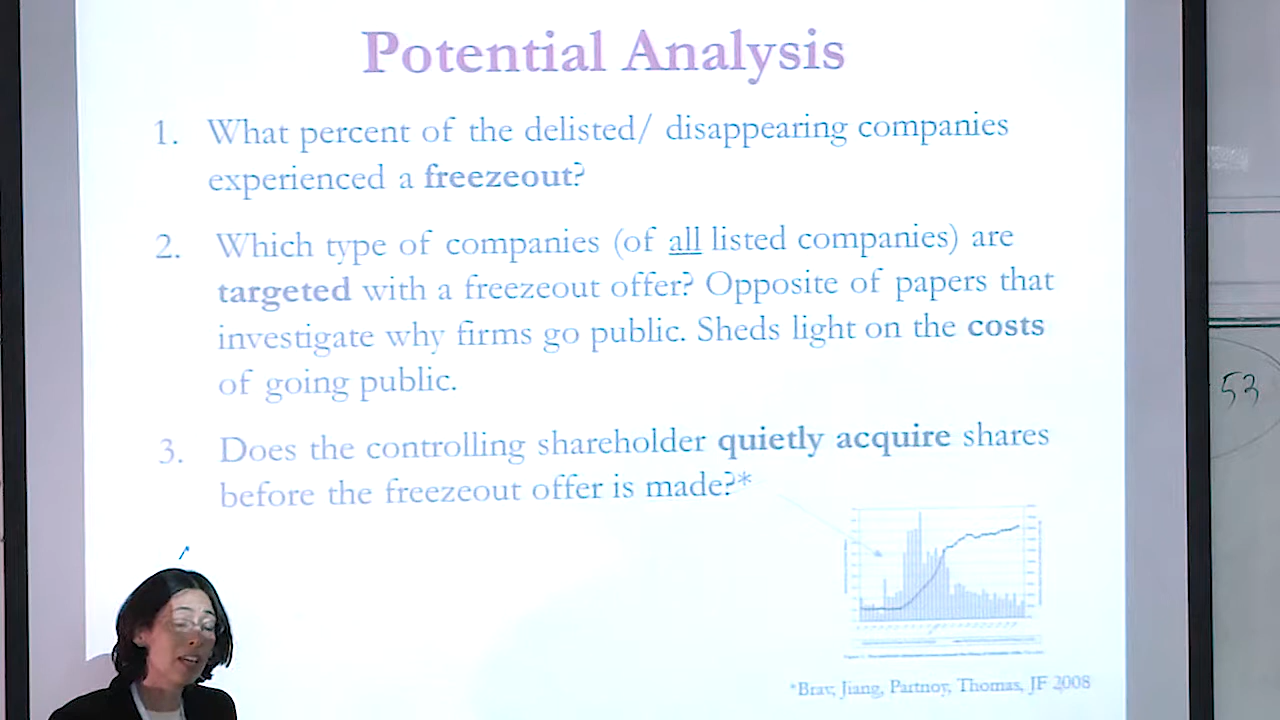 Potential Analysis
1. What percent of the delisted/ disappearing companies
experienced a freezeout?
2. Which type of companies (of all listed companies) are
targeted with a freezeout offer? Opposite of papers that
investigate why firms go public. Sheds light on the costs
of going public.
3. Does the controlling shareholder quietly acquire shares
before the freezeout offer is made?*
*Brav, Jiang, Partnoy, Thomas, JF 2008
53